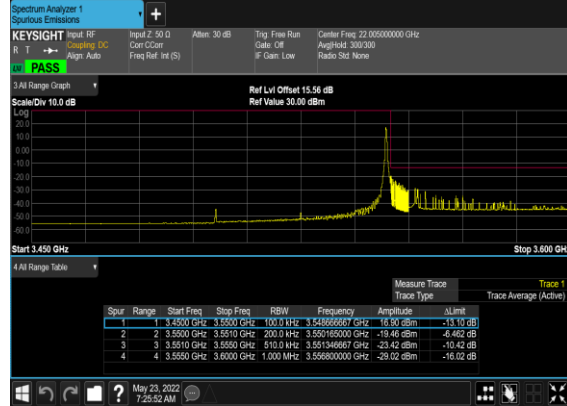 Spectrum Analyzer 1
Spurious Emissions
KEYSIGHT Input: RF Input Z: 50 Ω Atten: 30 dB Trig: Free Run Center Freq: 22.005000000 GHz
R T Coupling: DC Corr CCorr Gate: Off Avg|Hold: 300/300
Align: Auto Freq Ref: Int (S) IF Gain: Low Radio Std: None
PASS
3 All Range Graph
Ref Lvl Offset 15.56 dB
Scale/Div 10.0 dB Ref Value 30.00 dBm
Log
20.0
10.0
0.00
-10.0
-20.0
-30.0
-40.0
-50.0
-60.0
Start 3.450 GHz Stop 3.600 GHz
4 All Range Table
Measure Trace Trace 1
Trace Type Trace Average (Active)
Spur Range Start Freq Stop Freq RBW Frequency Amplitude ΔLimit
1 1 3.4500 GHz 3.5500 GHz 100.0 kHz 3.548666667 GHz 16.90 dBm -13.10 dB
2 2 3.5500 GHz 3.5510 GHz 200.0 kHz 3.550165000 GHz -19.46 dBm -6.462 dB
3 3 3.5510 GHz 3.5550 GHz 510.0 kHz 3.551346667 GHz -23.42 dBm -10.42 dB
4 4 3.5550 GHz 3.6000 GHz 1.000 MHz 3.556800000 GHz -29.02 dBm -16.02 dB
? May 23, 2022
7:25:52 AM